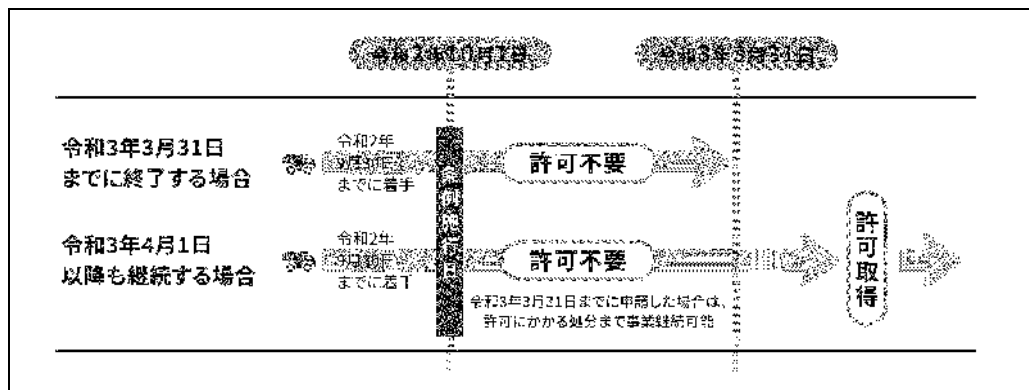 令和2年10月1日
令和3年3月31日
令和3年3月31日
までに終了する場合
令和2年
9月30日
までに着手
許可不要
令和3年4月1日
以降も継続する場合
令和2年
9月30日
までに着手
許可不要
令和3年3月31日までに申請した場合は、
許可にかかる処分まで事業継続可能
許可取得